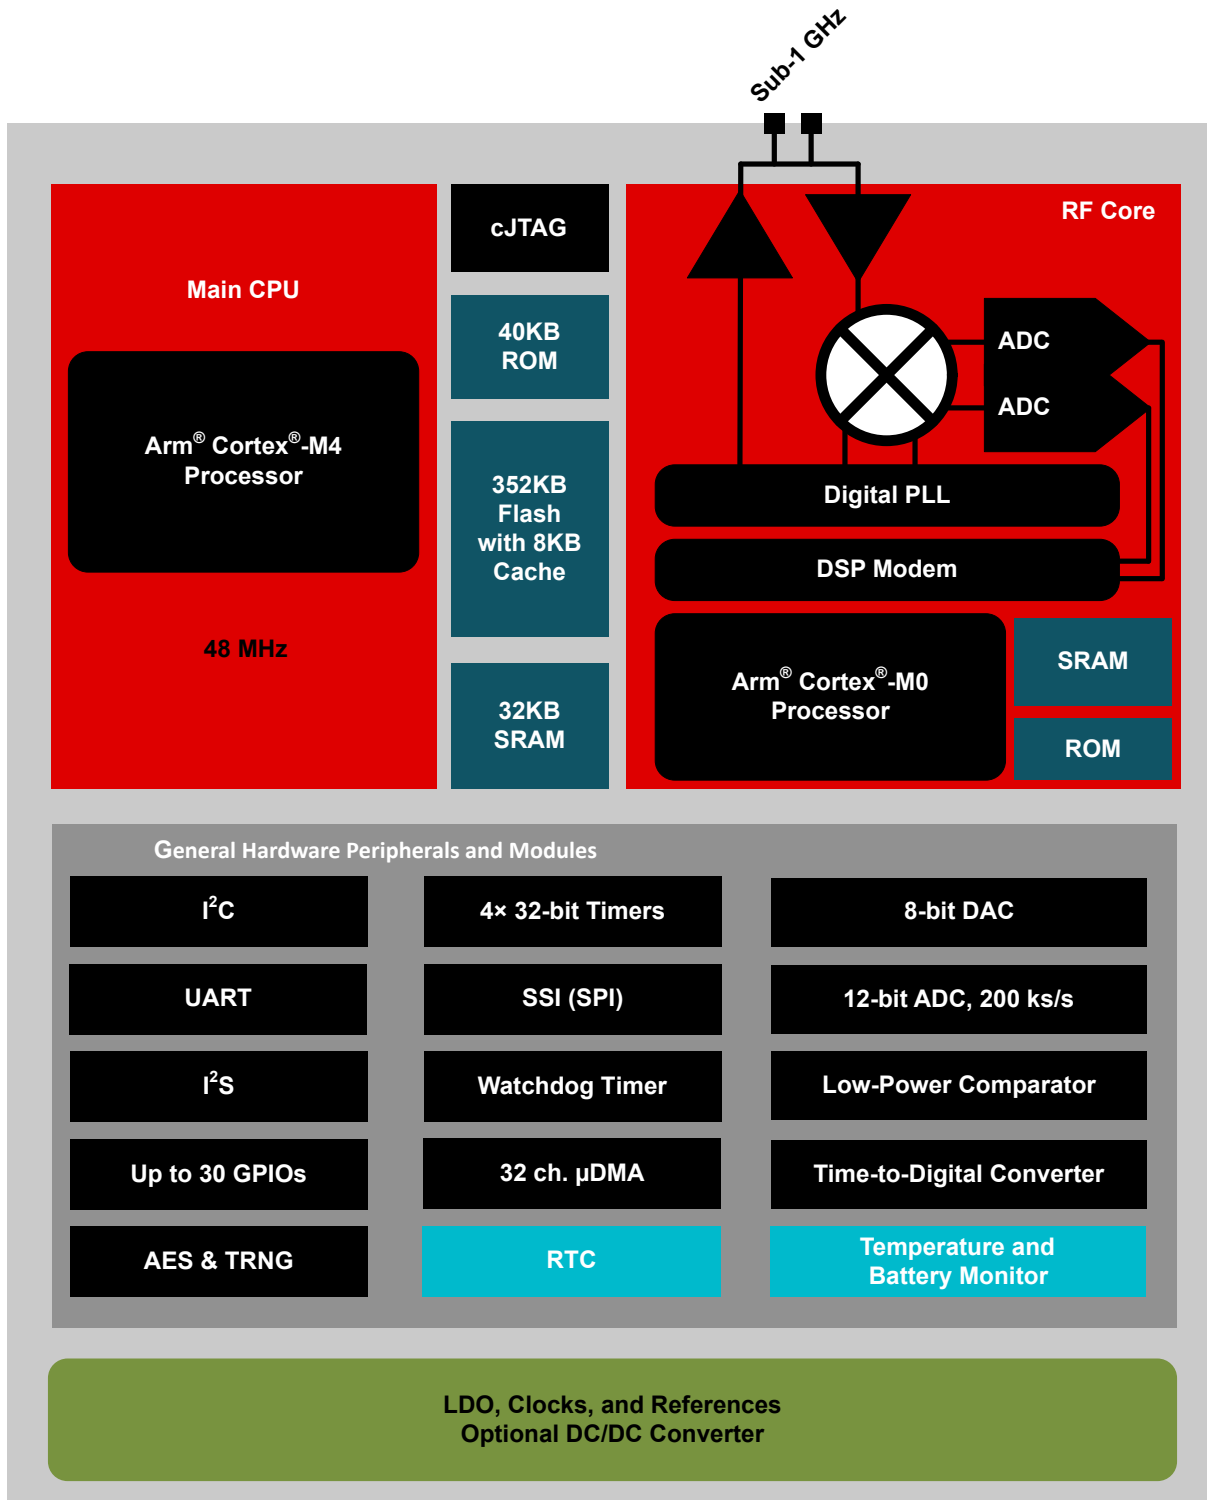 Sub-1 GHz
Main CPU
Arm® Cortex®-M4
Processor
48 MHz
cJTAG
40KB
ROM
352KB
Flash
with 8KB
Cache
32KB
SRAM
RF Core
ADC
ADC
Digital PLL
DSP Modem
Arm® Cortex®-M0
Processor
SRAM
ROM
General Hardware Peripherals and Modules
I²C
4× 32-bit Timers
8-bit DAC
UART
SSI (SPI)
12-bit ADC, 200 ks/s
I²S
Watchdog Timer
Low-Power Comparator
Up to 30 GPIOs
32 ch. µDMA
Time-to-Digital Converter
AES & TRNG
RTC
Temperature and
Battery Monitor
LDO, Clocks, and References
Optional DC/DC Converter